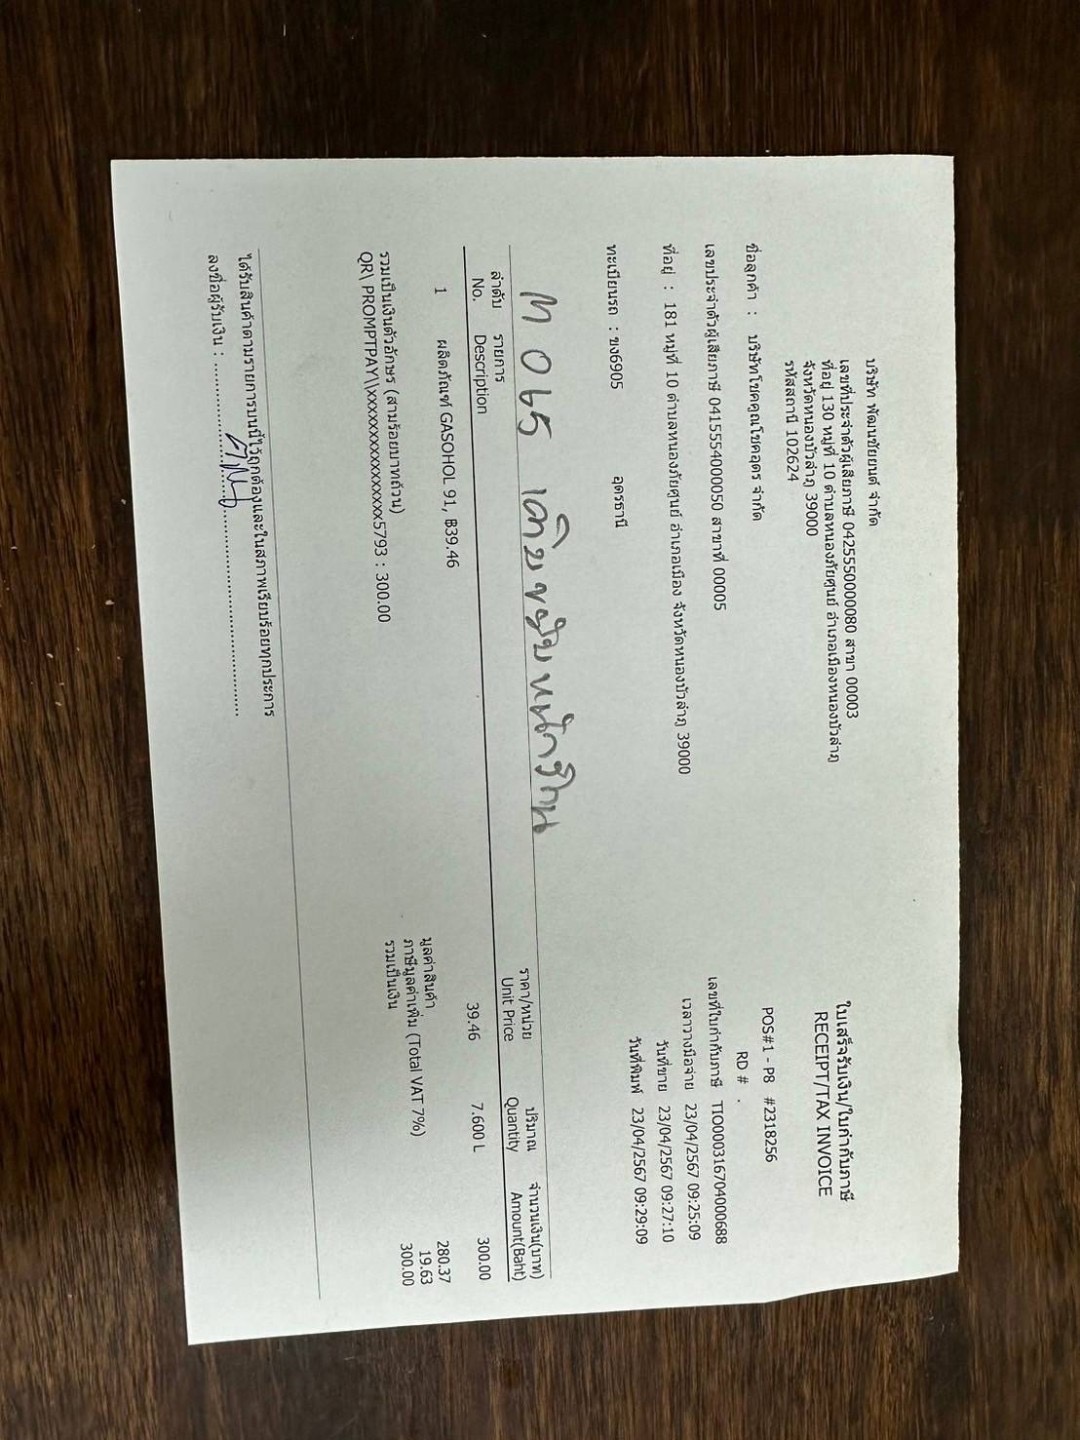 บริษัท พัฒนชัยยนต์ จำกัด
เลขที่ประจำตัวผู้เสียภาษี 0425550000080 สาขา 00003
ที่อยู่ 130 หมู่ที่ 10 ตำบลหนองภัยศูนย์ อำเภอเมืองหนองบัวลำภู
จังหวัดหนองบัวลำภู 39000
รหัสสถานี 102624
ใบเสร็จรับเงิน/ใบกำกับภาษี
RECEIPT/TAX INVOICE
POS#1 - P8 #2318256
RD # .
ชื่อลูกค้า : บริษัทโชคคูณโชคอุดร จำกัด
เลขประจำตัวผู้เสียภาษี 0415554000050 สาขาที่ 00005
ที่อยู่ : 181 หมู่ที่ 10 ตำบลหนองภัยศูนย์ อำเภอเมือง จังหวัดหนองบัวลำภู 39000
ทะเบียนรถ : ขง6905 อุดรธานี
เลขที่ใบกำกับภาษี TIO000316704000688
เวลาวางมือจ่าย 23/04/2567 09:25:09
วันที่ขาย 23/04/2567 09:27:10
วันที่พิมพ์ 23/04/2567 09:29:09
M 065
ลำดับ รายการ ราคา/หน่วย ปริมาณ จำนวนเงิน(บาท)
No. Description Unit Price Quantity Amount(Baht)
1 ผลิตภัณฑ์ GASOHOL 91, ฿39.46 39.46 7.600 L 300.00
มูลค่าสินค้า 280.37
ภาษีมูลค่าเพิ่ม (Total VAT 7%) 19.63
รวมเป็นเงิน 300.00
รวมเป็นเงินตัวอักษร (สามร้อยบาทถ้วน)
QR\ PROMPTPAY\\xxxxxxxxxxxxxxxx5793 : 300.00
ได้รับสินค้าตามรายการบนนี้ไว้ถูกต้องและในสภาพเรียบร้อยทุกประการ
ลงชื่อผู้รับเงิน :